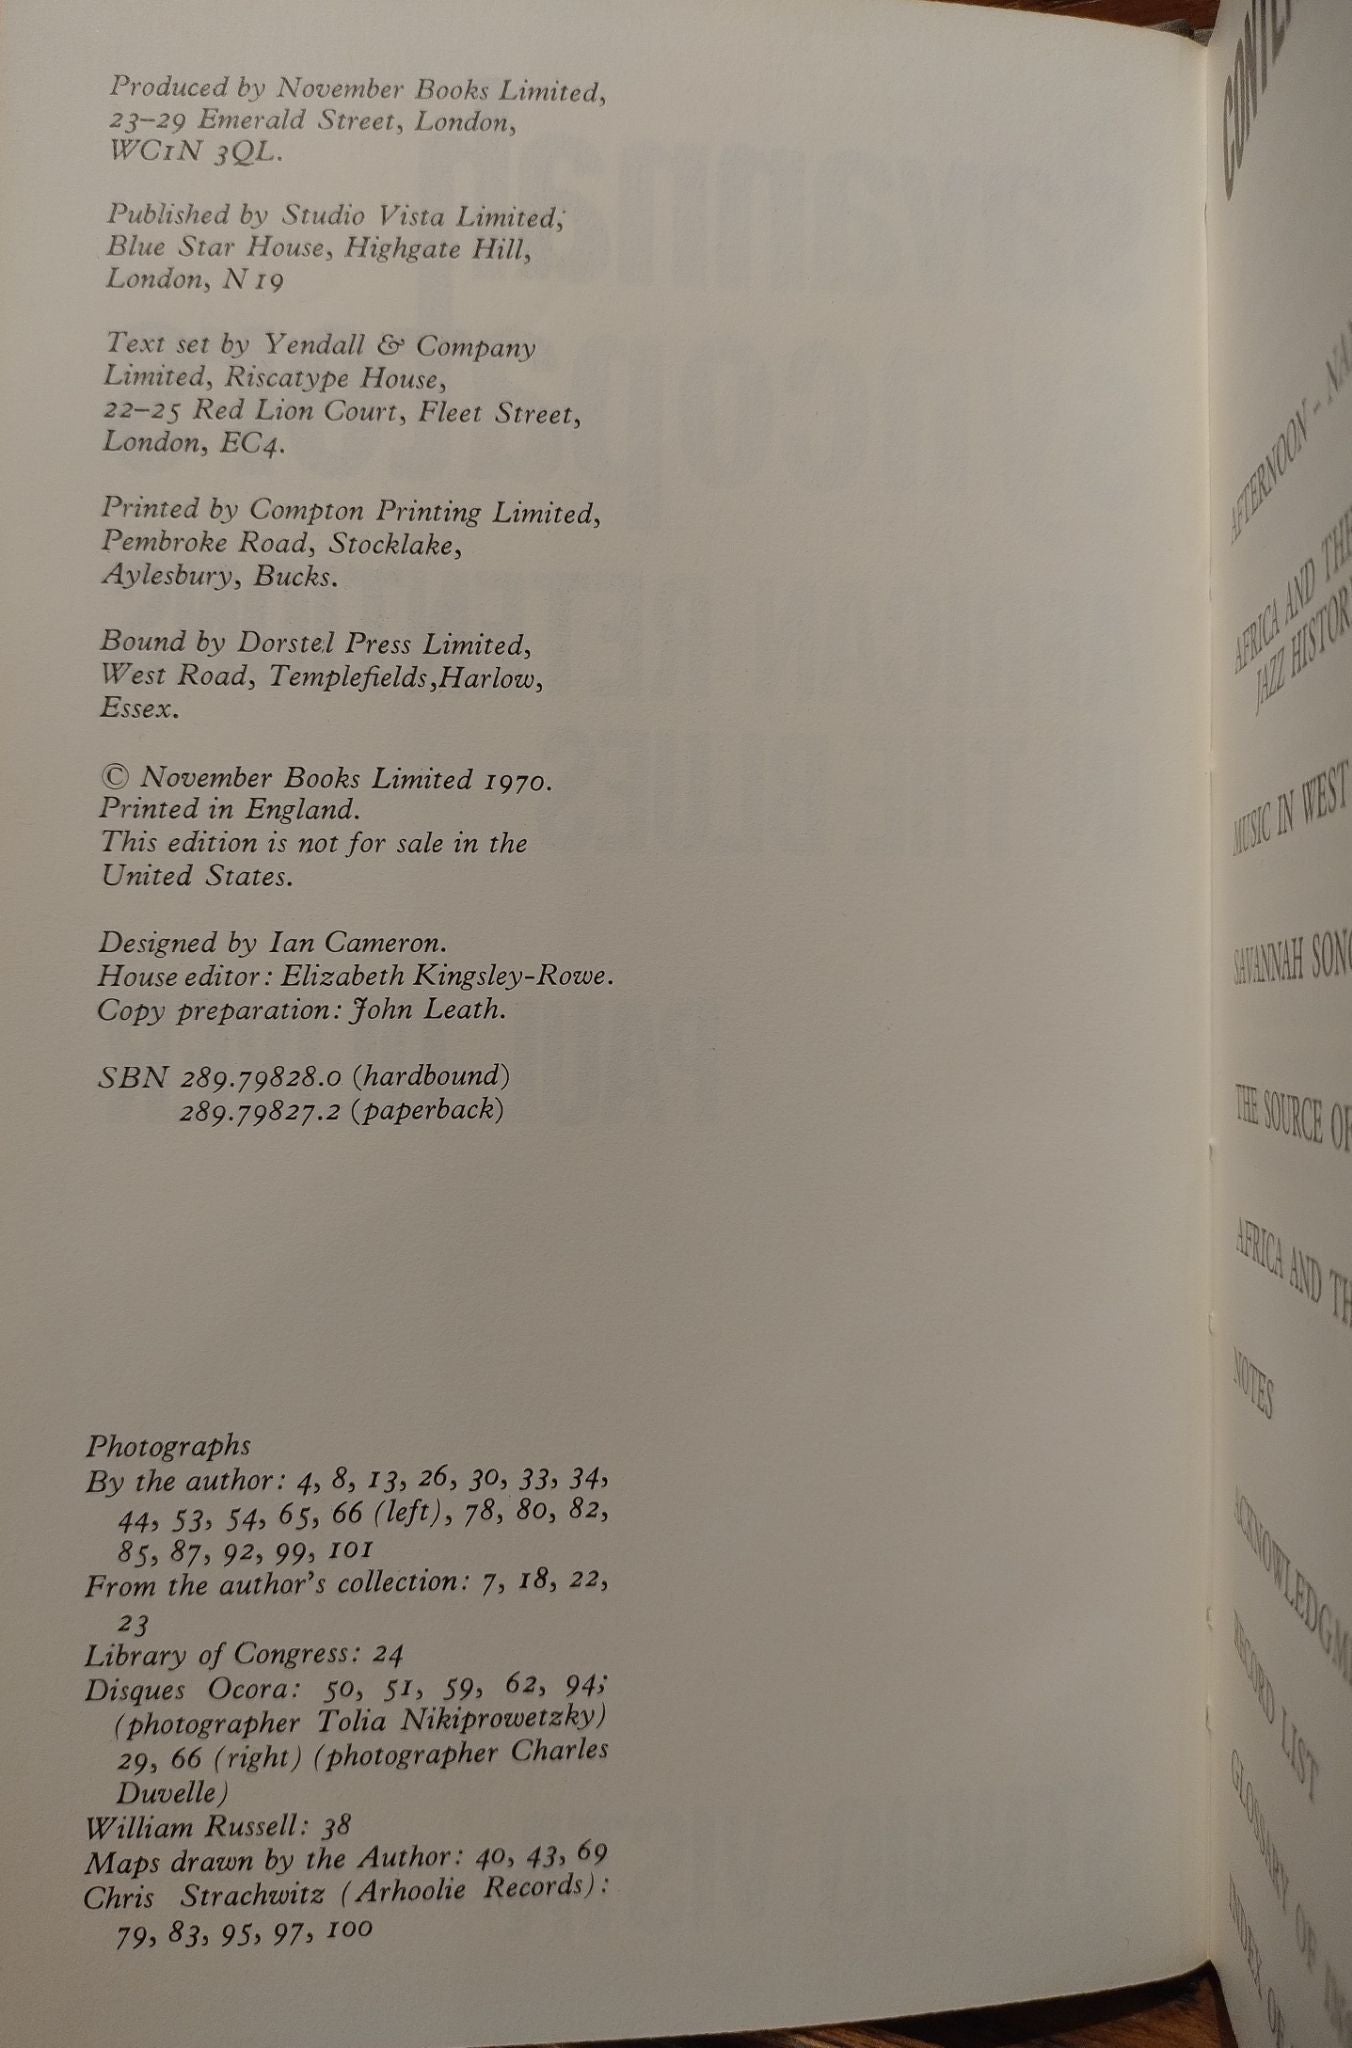 Produced by November Books Limited,
23–29 Emerald Street, London,
WC1N 3QL.
Published by Studio Vista Limited,
Blue Star House, Highgate Hill,
London, N 19
Text set by Yendall & Company
Limited, Riscatype House,
22–25 Red Lion Court, Fleet Street,
London, EC4.
Printed by Compton Printing Limited,
Pembroke Road, Stocklake,
Aylesbury, Bucks.
Bound by Dorstel Press Limited,
West Road, Templefields,Harlow,
Essex.
© November Books Limited 1970.
Printed in England.
This edition is not for sale in the
United States.
Designed by Ian Cameron.
House editor: Elizabeth Kingsley-Rowe.
Copy preparation: John Leath.
SBN 289.79828.0 (hardbound)
289.79827.2 (paperback)
Photographs
By the author: 4, 8, 13, 26, 30, 33, 34,
44, 53, 54, 65, 66 (left), 78, 80, 82,
85, 87, 92, 99, 101
From the author's collection: 7, 18, 22,
23
Library of Congress: 24
Disques Ocora: 50, 51, 59, 62, 94;
(photographer Tolia Nikiprowetzky)
29, 66 (right) (photographer Charles
Duvelle)
William Russell: 38
Maps drawn by the Author: 40, 43, 69
Chris Strachwitz (Arhoolie Records):
79, 83, 95, 97, 100
AFTERNOON -
AFRICA AND THE
JAZZ
MUSIC IN WEST
SAVANNAH
THE SOURCE OF
AFRICA AND
NOTES
RECORD LIST
GLOSSARY OF
INDEX OF